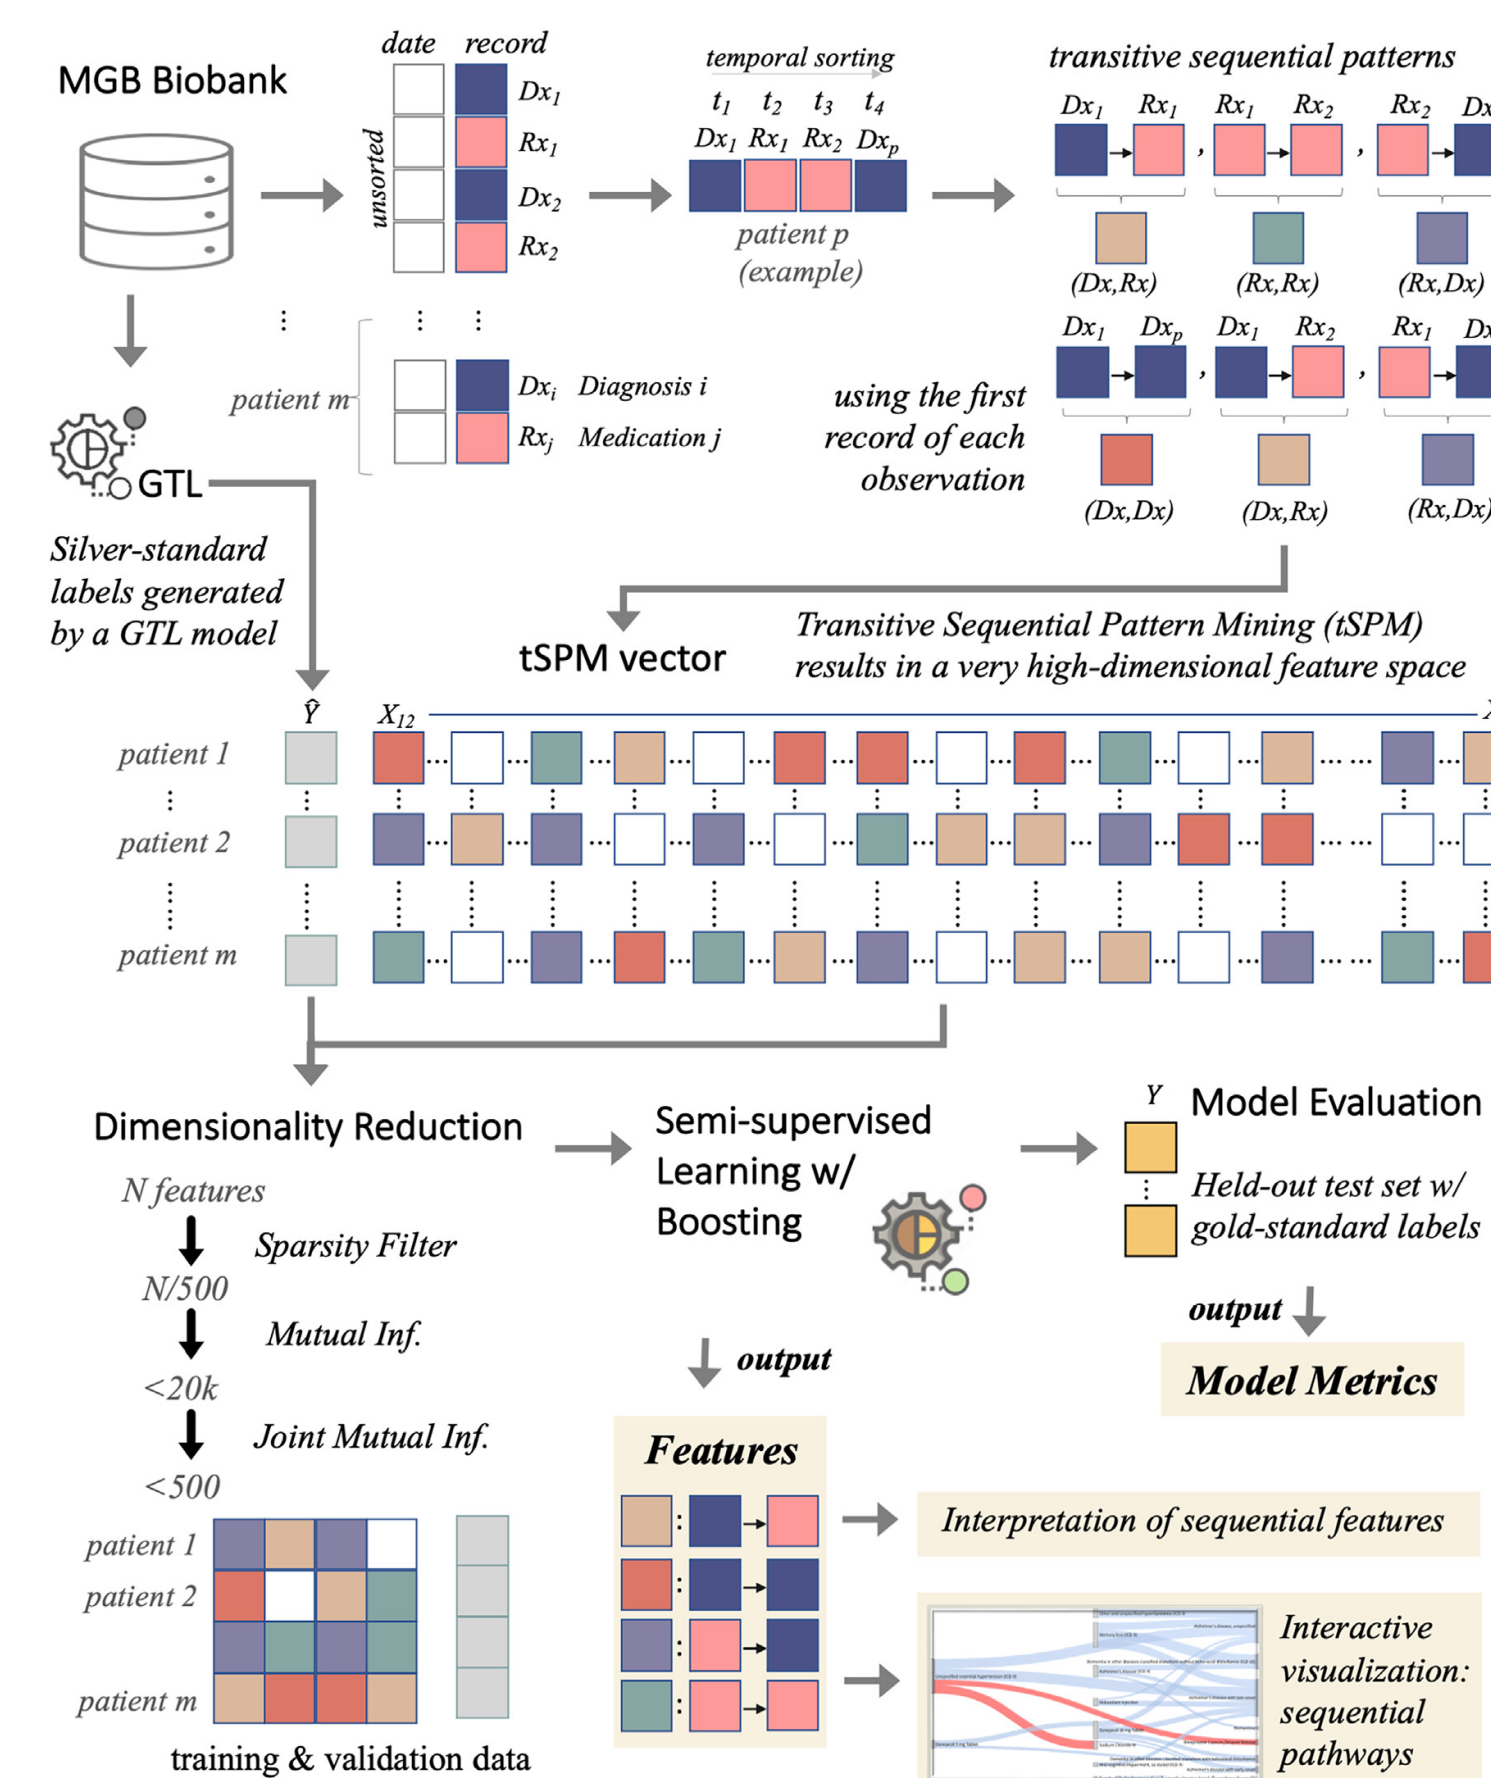 MGB Biobank
date record
unsorted
Dx1
Rx1
Dx2
Rx2
temporal sorting
t1 t2 t3 t4
Dx1 Rx1 Rx2 Dxp
patient p
(example)
transitive sequential patterns
Dx1 Rx1 , Rx1 Rx2 , Rx2
(Dx,Rx) (Rx,Rx) (Rx,Dx)
Dx1 Dxp , Dx1 Rx2 , Rx1
(Dx,Dx) (Dx,Rx) (Rx,Dx)
using the first
record of each
observation
patient m
Dxi Diagnosis i
Rxj Medication j
GTL
Silver-standard
labels generated
by a GTL model
tSPM vector
Transitive Sequential Pattern Mining (tSPM)
results in a very high-dimensional feature space
Ŷ X12
patient 1
patient 2
patient m
Dimensionality Reduction
N features
Sparsity Filter
N/500
Mutual Inf.
<20k
Joint Mutual Inf.
<500
patient 1
patient 2
patient m
training & validation data
Semi-supervised
Learning w/
Boosting
output
Features
Y Model Evaluation
Held-out test set w/
gold-standard labels
output
Model Metrics
Interpretation of sequential features
Interactive
visualization:
sequential
pathways